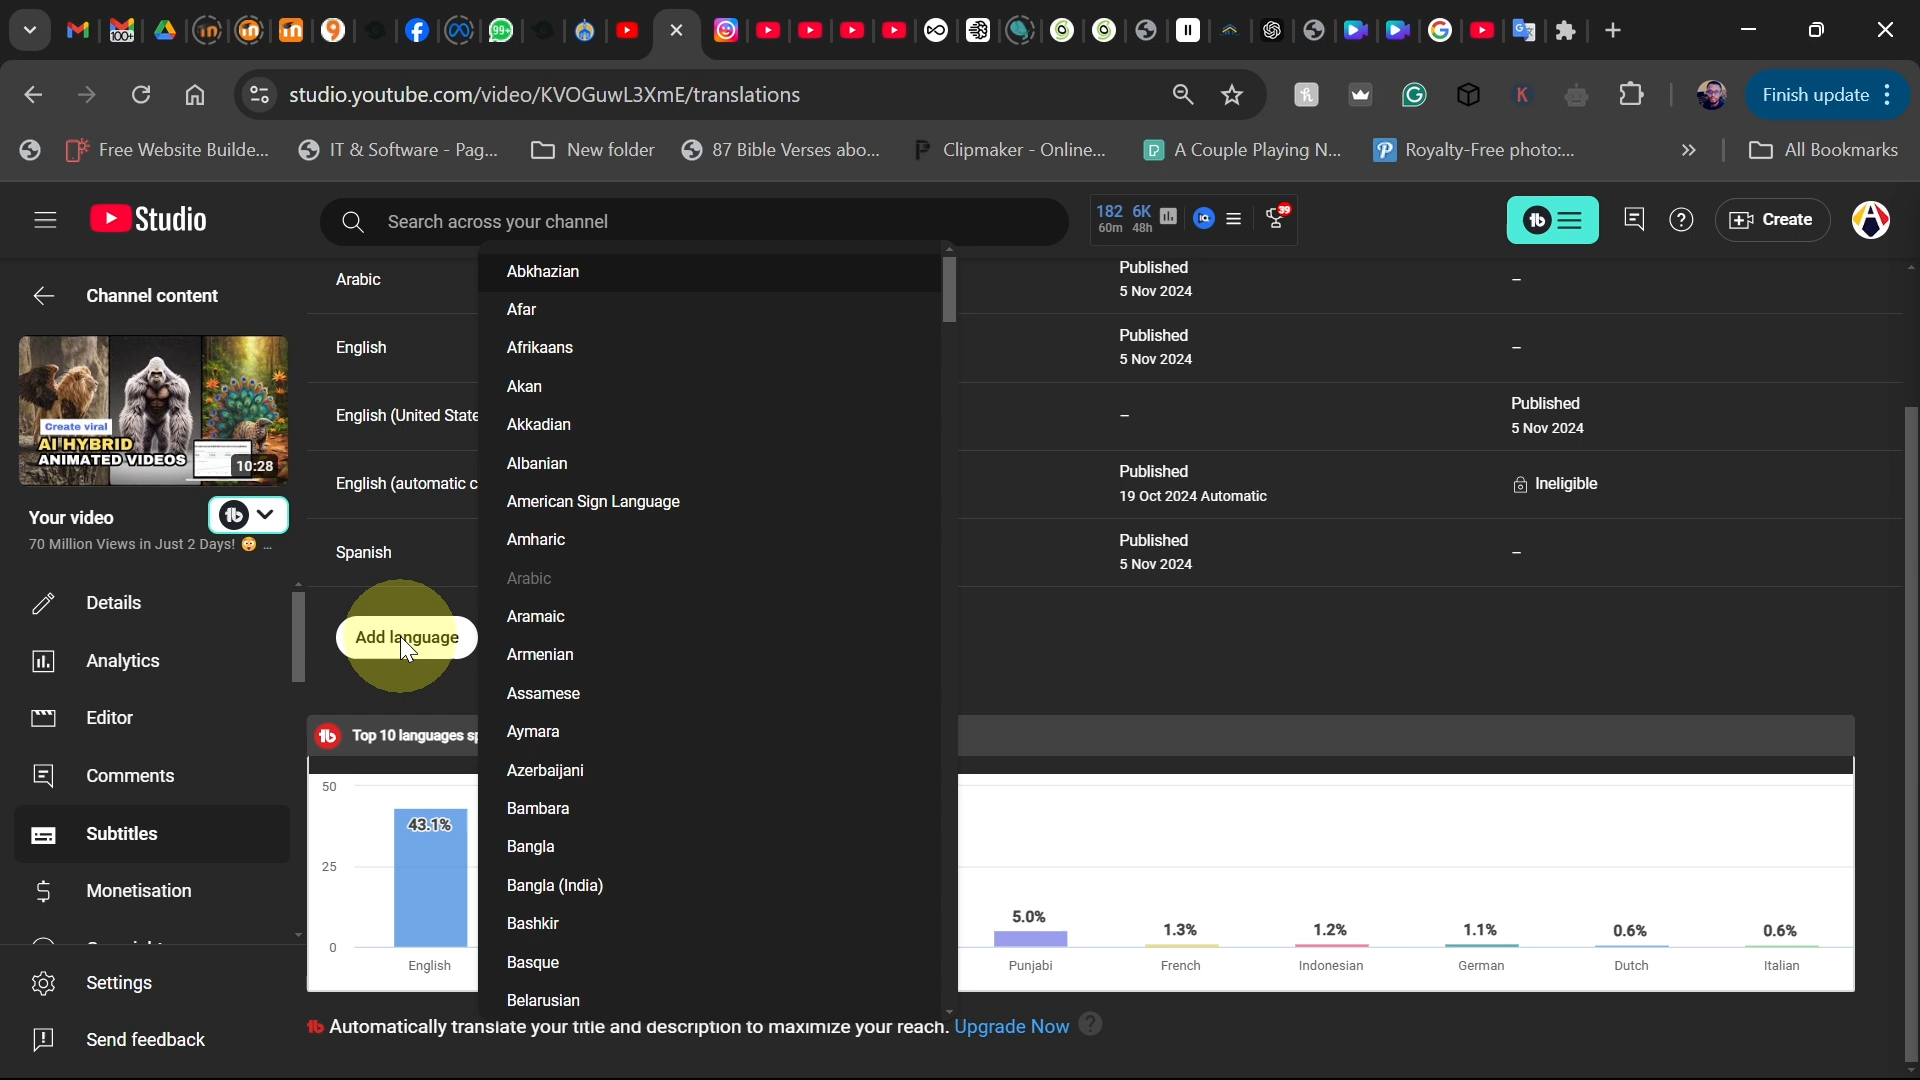 100+
99+
studio.youtube.com/video/KVOGuwL3XmE/translations
Finish update
Free Website Builde...
IT & Software - Pag...
New folder
87 Bible Verses abo...
Clipmaker - Online...
A Couple Playing N...
Royalty-Free photo:...
All Bookmarks
Studio
Search across your channel
182 6K
60m 48h
39
Create
Channel content
Create viral
AI HYBRID
ANIMATED VIDEOS
10:28
Your video
70 Million Views in Just 2 Days! 😳 ...
Details
Analytics
Editor
Comments
Subtitles
Monetisation
Settings
Send feedback
Arabic
Published
5 Nov 2024
–
English
Published
5 Nov 2024
–
English (United State
–
Published
5 Nov 2024
English (automatic c
Published
19 Oct 2024 Automatic
Ineligible
Spanish
Published
5 Nov 2024
–
Add language
Abkhazian
Afar
Afrikaans
Akan
Akkadian
Albanian
American Sign Language
Amharic
Arabic
Aramaic
Armenian
Assamese
Aymara
Azerbaijani
Bambara
Bangla
Bangla (India)
Bashkir
Basque
Belarusian
Top 10 languages sp
50
25
0
43.1%
5.0%
1.3%
1.2%
1.1%
0.6%
0.6%
English
Punjabi
French
Indonesian
German
Dutch
Italian
Automatically translate your title and description to maximize your reach. Upgrade Now